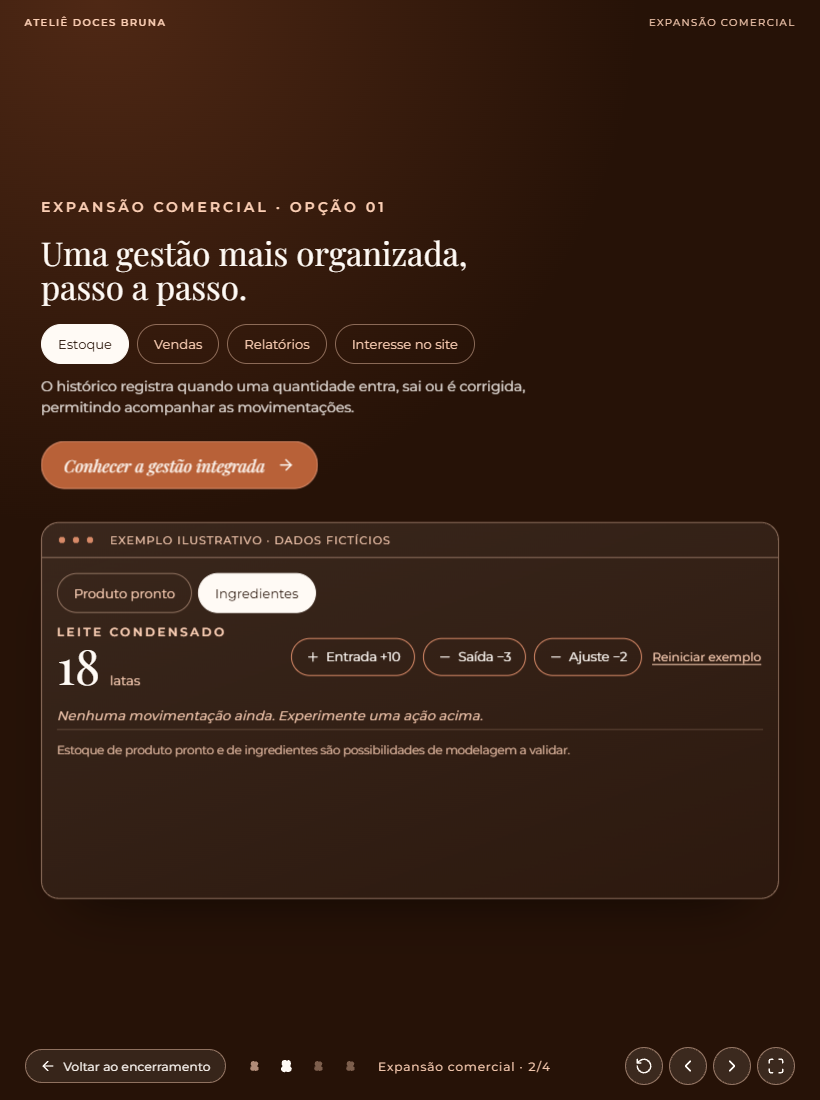 ATELIÊ DOCES BRUNA
EXPANSÃO COMERCIAL
EXPANSÃO COMERCIAL · OPÇÃO 01
Uma gestão mais organizada,
passo a passo.
Estoque
Vendas
Relatórios
Interesse no site
O histórico registra quando uma quantidade entra, sai ou é corrigida,
permitindo acompanhar as movimentações.
Conhecer a gestão integrada →
EXEMPLO ILUSTRATIVO · DADOS FICTÍCIOS
Produto pronto
Ingredientes
LEITE CONDENSADO
18 latas
+ Entrada +10
− Saída −3
− Ajuste −2
Reiniciar exemplo
Nenhuma movimentação ainda. Experimente uma ação acima.
Estoque de produto pronto e de ingredientes são possibilidades de modelagem a validar.
← Voltar ao encerramento
Expansão comercial · 2/4